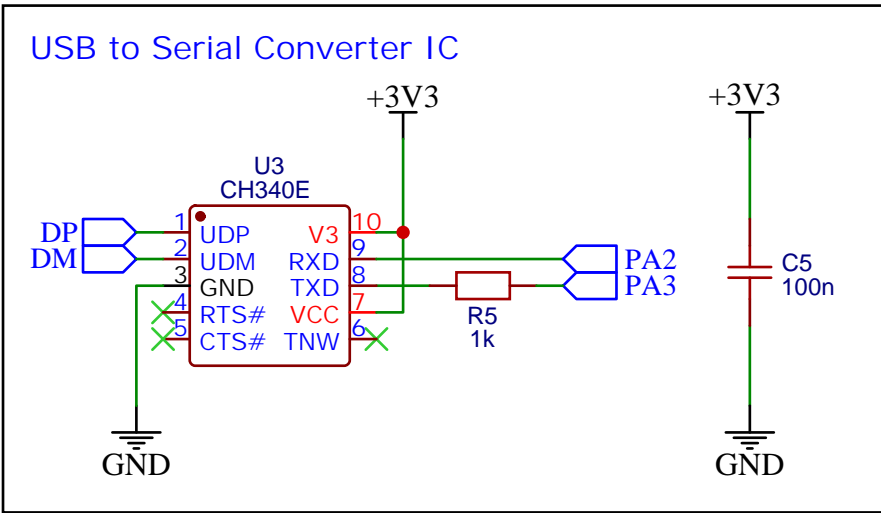 USB to Serial Converter IC
+3V3
+3V3
U3
CH340E
DP
DM
1
2
3
4
5
UDP
UDM
GND
RTS#
CTS#
V3
RXD
TXD
VCC
TNW
10
9
8
7
6
PA2
PA3
R5
1k
C5
100n
GND
GND